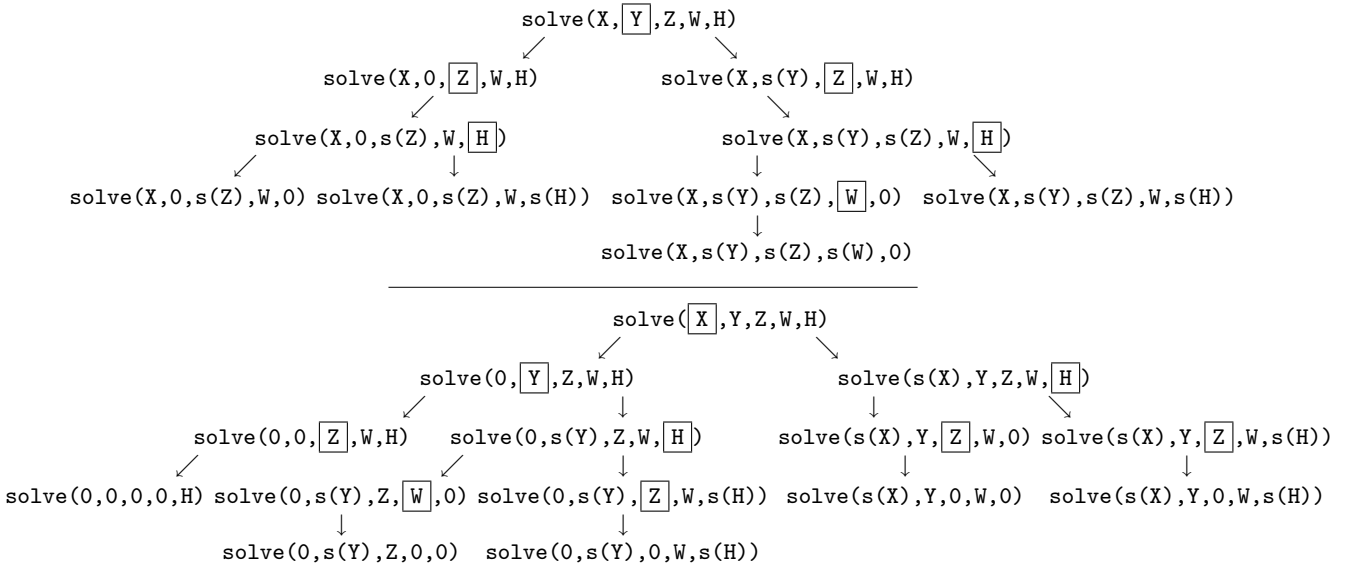 solve(X,Y,Z,W,H)
solve(X,0,Z,W,H) solve(X,s(Y),Z,W,H)
solve(X,0,s(Z),W,H) solve(X,s(Y),s(Z),W,H)
solve(X,0,s(Z),W,0) solve(X,0,s(Z),W,s(H)) solve(X,s(Y),s(Z),W,0) solve(X,s(Y),s(Z),W,s(H))
solve(X,s(Y),s(Z),s(W),0)
solve(X,Y,Z,W,H)
solve(0,Y,Z,W,H) solve(s(X),Y,Z,W,H)
solve(0,0,Z,W,H) solve(0,s(Y),Z,W,H) solve(s(X),Y,Z,W,0) solve(s(X),Y,Z,W,s(H))
solve(0,0,0,0,H) solve(0,s(Y),Z,W,0) solve(0,s(Y),Z,W,s(H)) solve(s(X),Y,0,W,0) solve(s(X),Y,0,W,s(H))
solve(0,s(Y),Z,0,0) solve(0,s(Y),0,W,s(H))